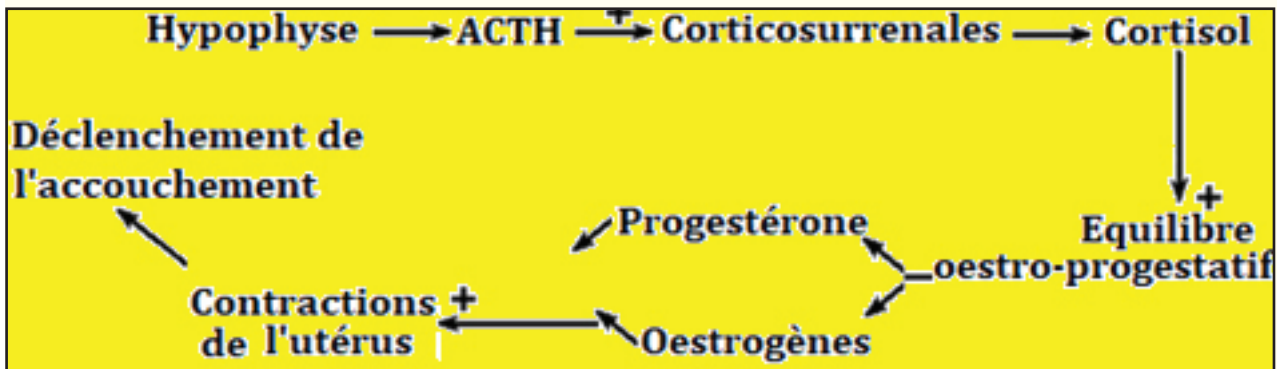 Hypophyse ACTH + Corticosurrenales Cortisol
Déclenchement de
l'accouchement
+
Progestérone
Equilibre
oestro-progestatif
Contractions +
de l'utérus
Oestrogènes